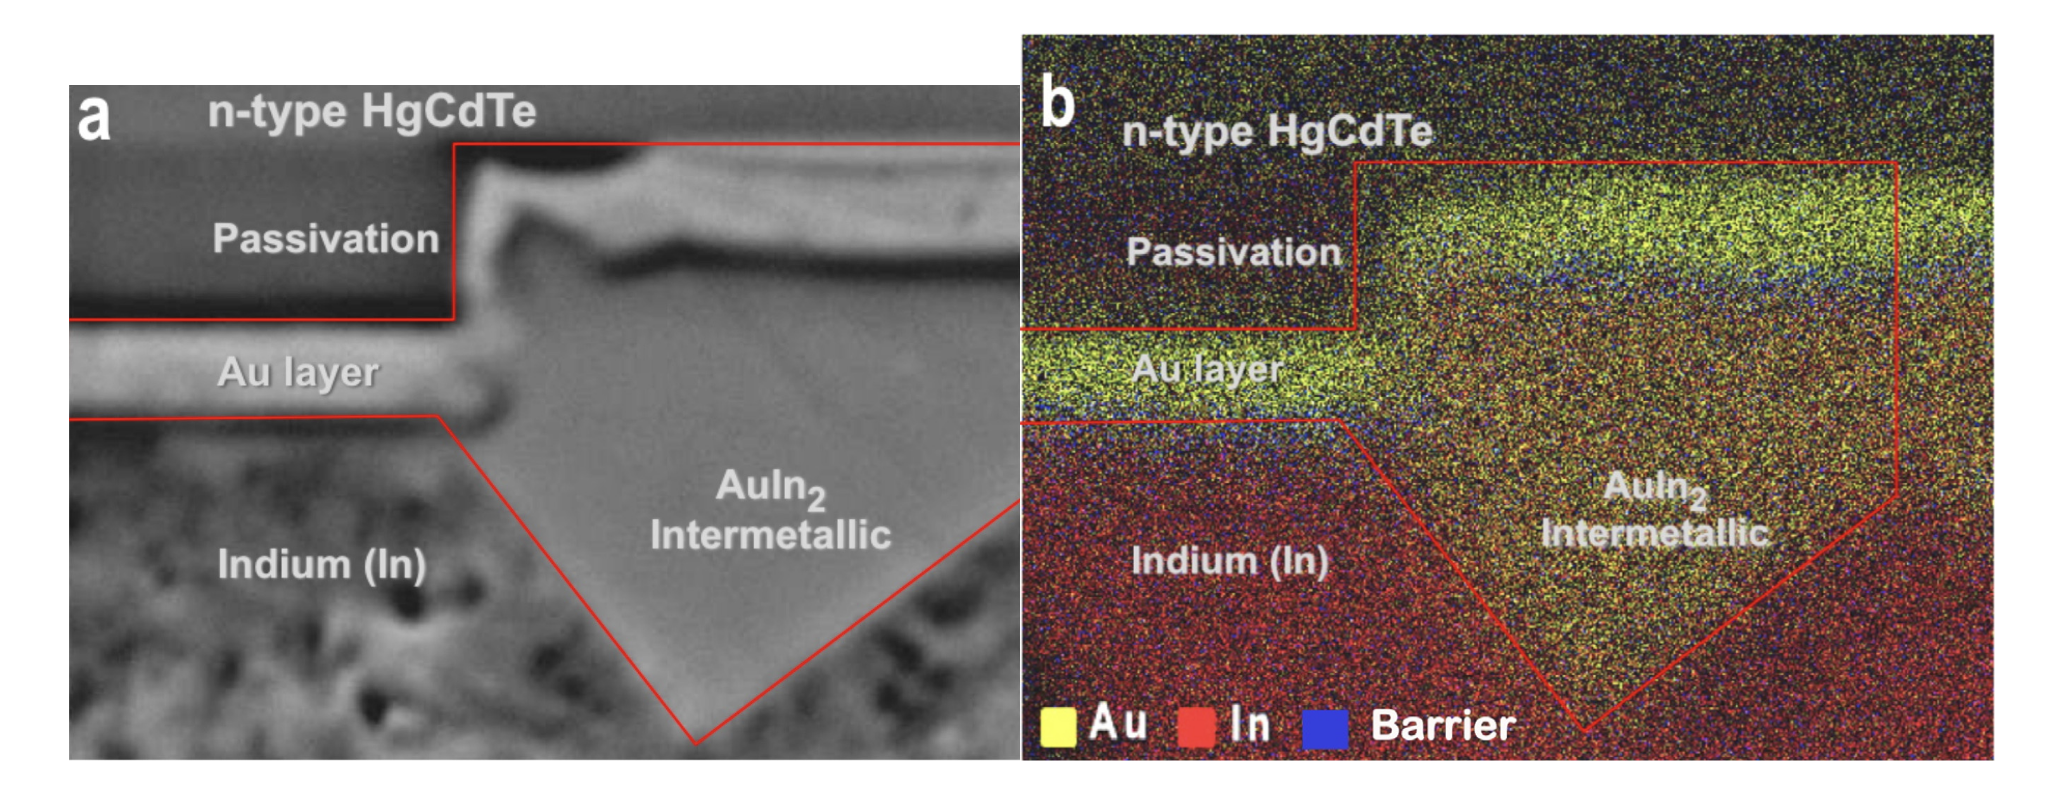 a
n-type HgCdTe
Passivation
Au layer
AuIn₂
Intermetallic
Indium (In)
b
n-type HgCdTe
Passivation
Au layer
AuIn₂
Intermetallic
Indium (In)
Au In Barrier